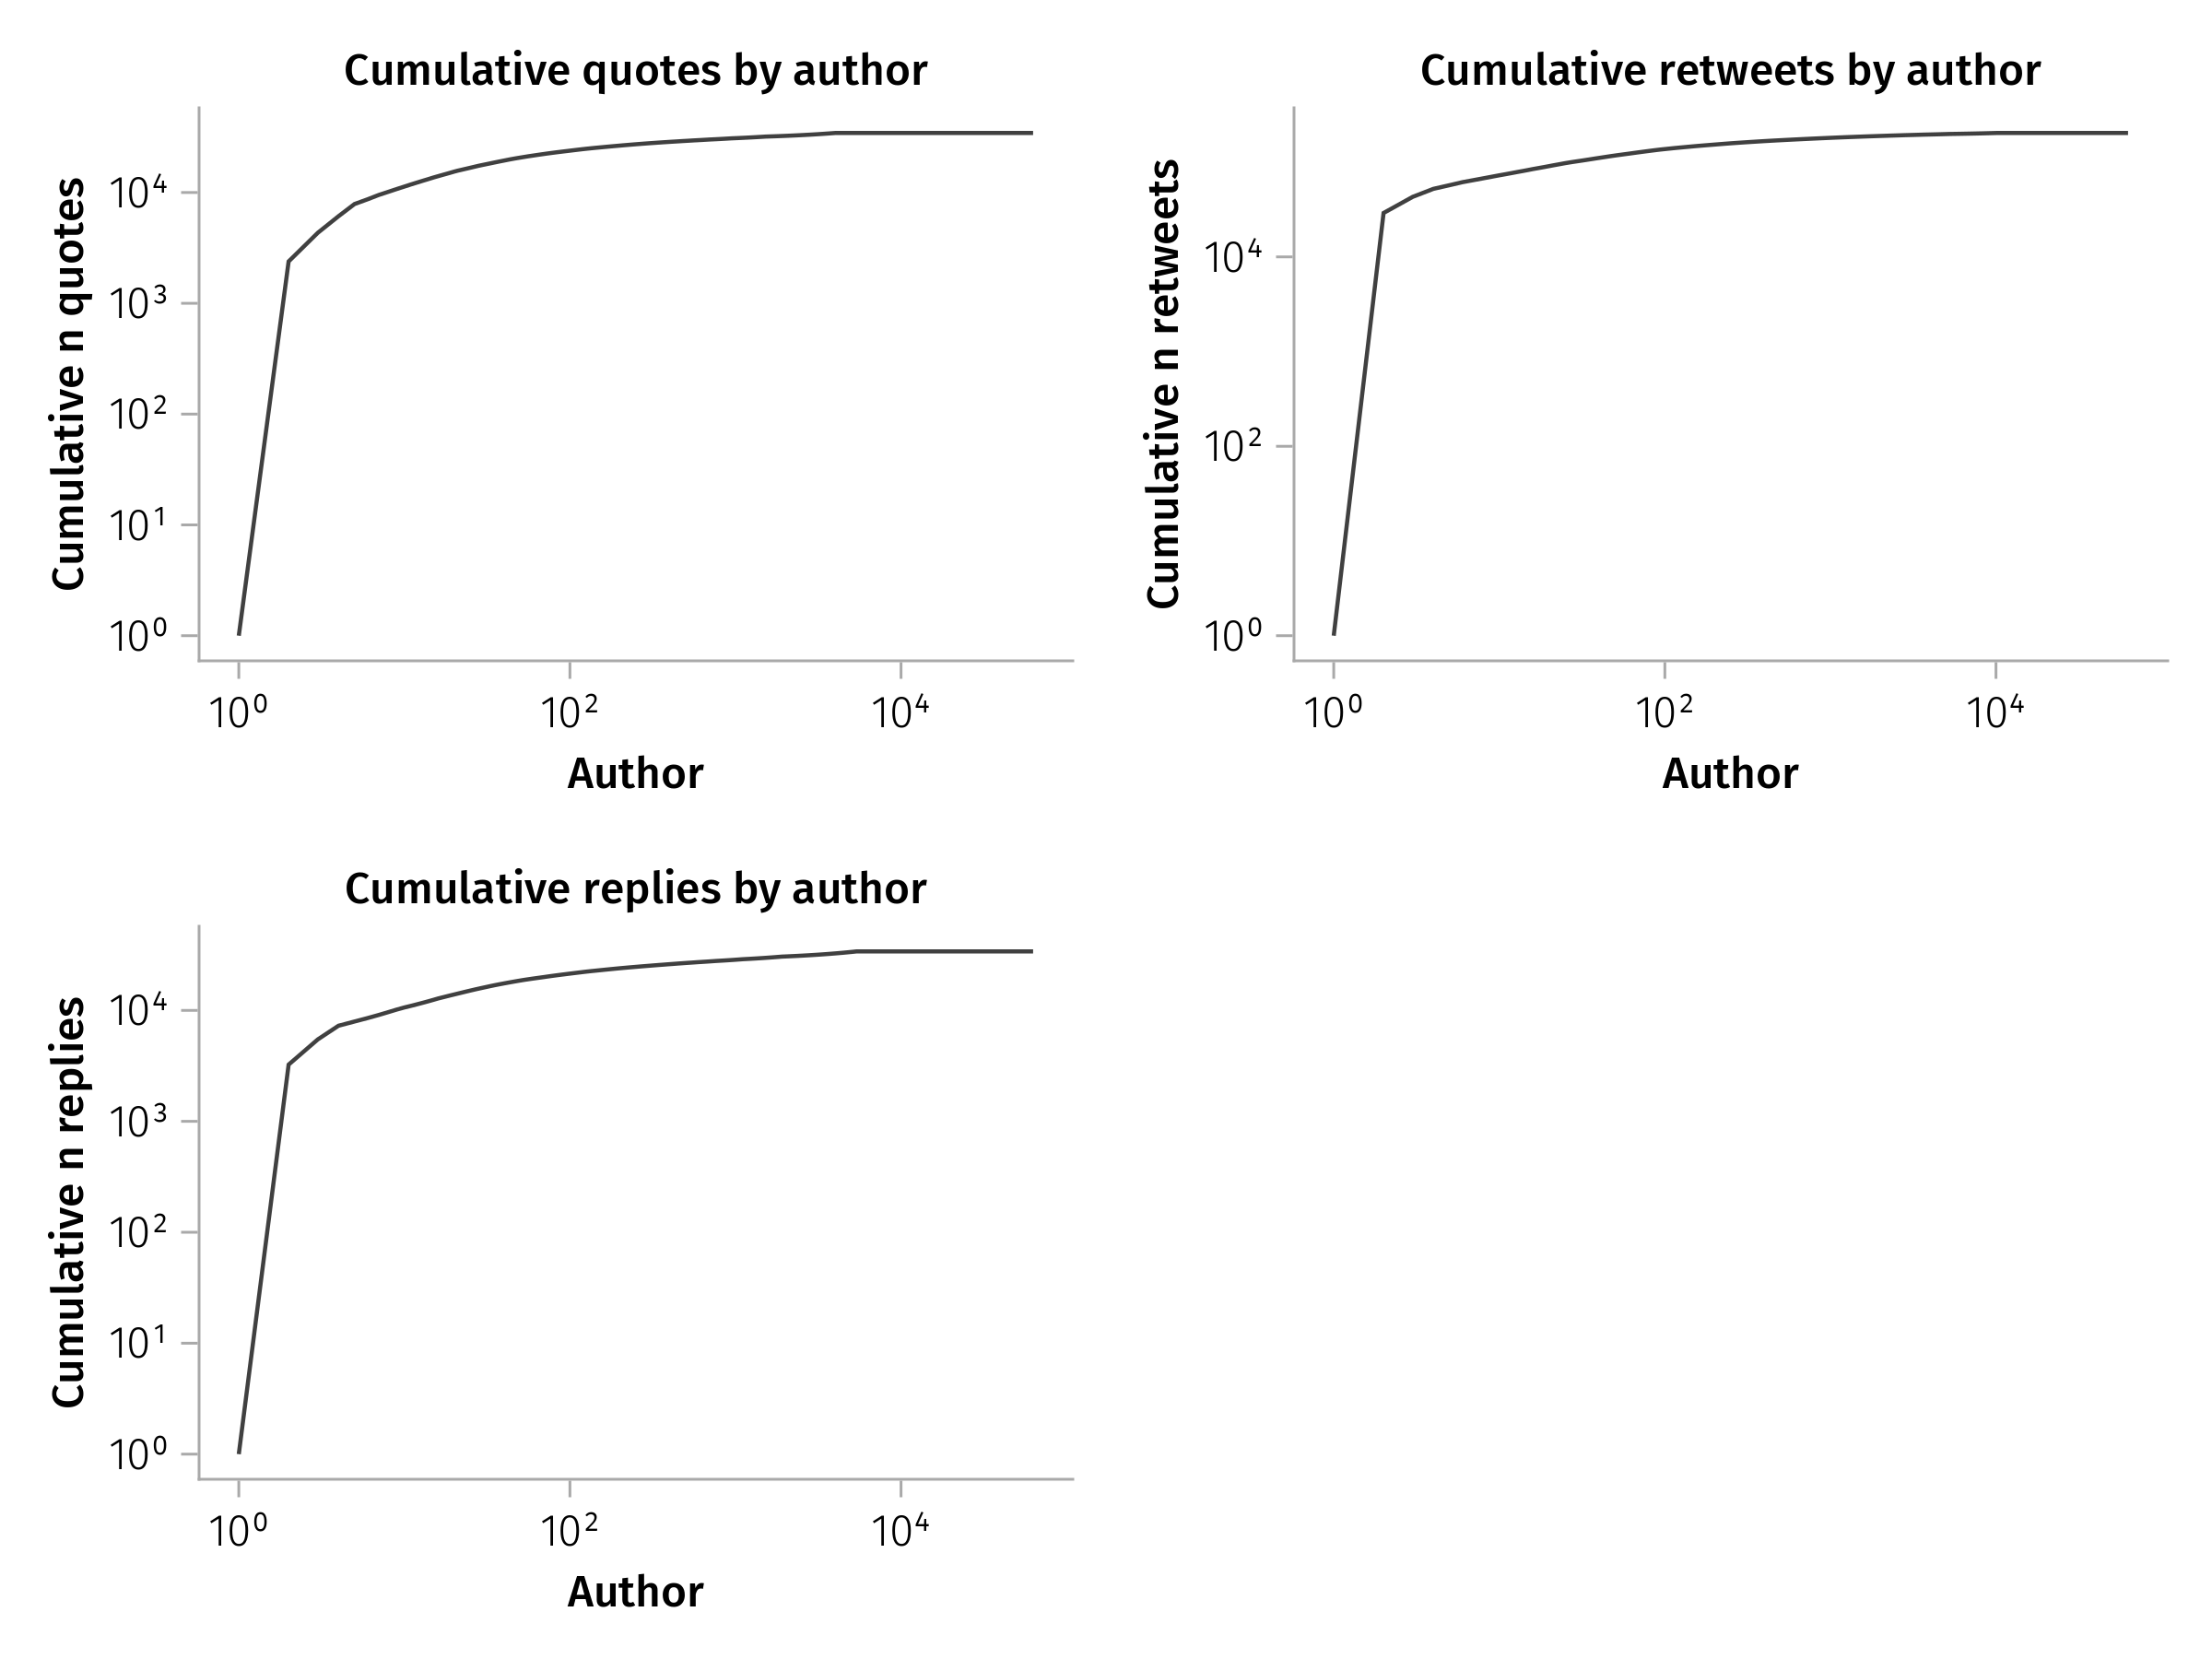 Cumulative quotes by author
Cumulative n quotes
10⁴
10³
10²
10¹
10⁰
10⁰ 10² 10⁴
Author
Cumulative retweets by author
Cumulative n retweets
10⁴
10²
10⁰
10⁰ 10² 10⁴
Author
Cumulative replies by author
Cumulative n replies
10⁴
10³
10²
10¹
10⁰
10⁰ 10² 10⁴
Author